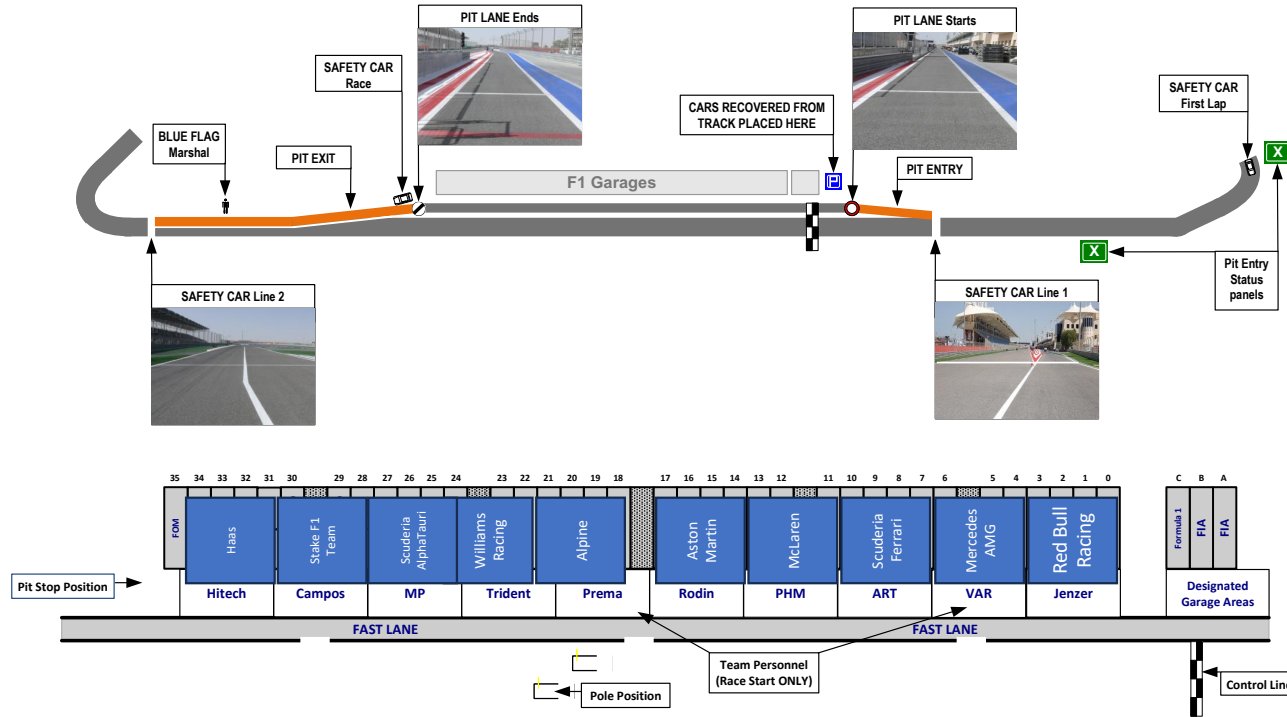 PIT LANE Ends
PIT LANE Starts
SAFETY CAR
Race
CARS RECOVERED FROM
TRACK PLACED HERE
SAFETY CAR
First Lap
BLUE FLAG
Marshal
PIT EXIT
PIT ENTRY
X
F1 Garages
P
X
Pit Entry
Status
panels
SAFETY CAR Line 2
SAFETY CAR Line 1
35 34 33 32 31 30 29 28 27 26 25 24 23 22 21 20 19 18 17 16 15 14 13 12 11 10 9 8 7 6 5 4 3 2 1 0 C B A
FOM
Haas
Stake F1
Team
Scuderia
AlphaTauri
Williams
Racing
Alpine
Aston
Martin
McLaren
Scuderia
Ferrari
Mercedes
AMG
Red Bull
Racing
Formula 1
FIA
FIA
Pit Stop Position
Hitech Campos MP Trident Prema Rodin PHM ART VAR Jenzer
Designated
Garage Areas
FAST LANE FAST LANE
Team Personnel
(Race Start ONLY)
Pole Position
Control Line